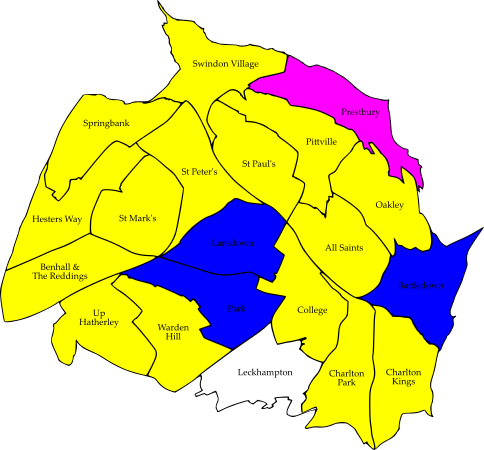 Swindon Village
Prestbury
Springbank
Pittville
St Paul's
St Peter's
Oakley
Hesters Way
St Mark's
Lansdown
All Saints
Benhall &
The Reddings
Battledown
Up
Hatherley
Park
College
Warden
Hill
Leckhampton
Charlton
Park
Charlton
Kings